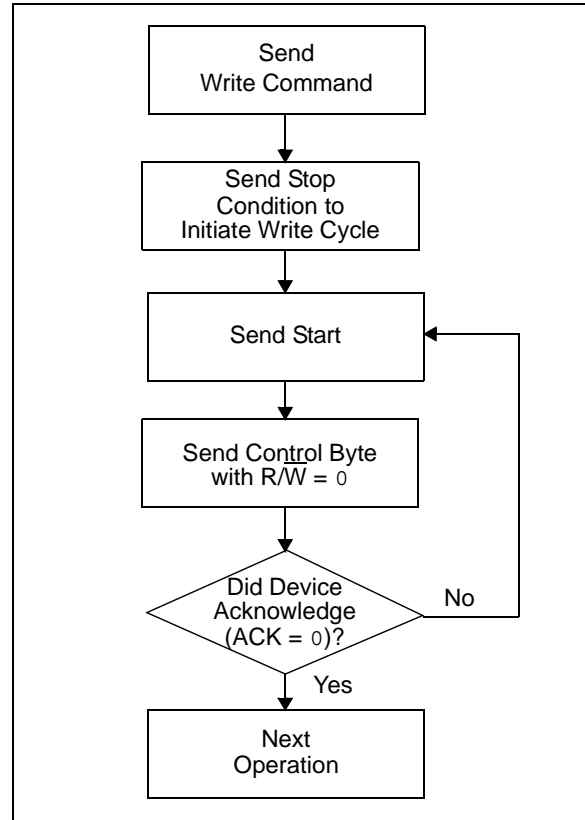 Send
Write Command
Send Stop
Condition to
Initiate Write Cycle
Send Start
Send Control Byte
with R/W̅ = 0
Did Device
Acknowledge
(ACK = 0)?
No
Yes
Next
Operation